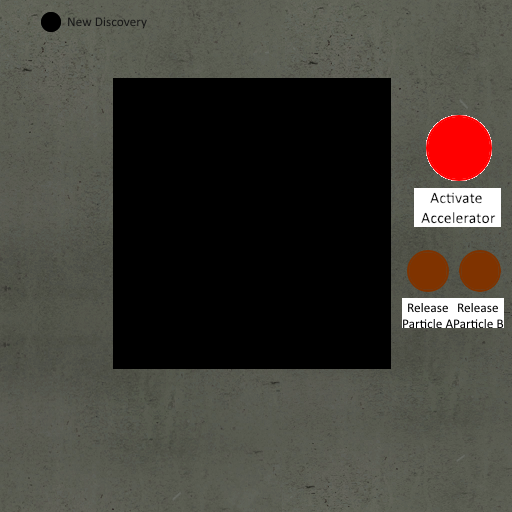 New Discovery
Activate
Accelerator
Release Release
Particle A Particle B